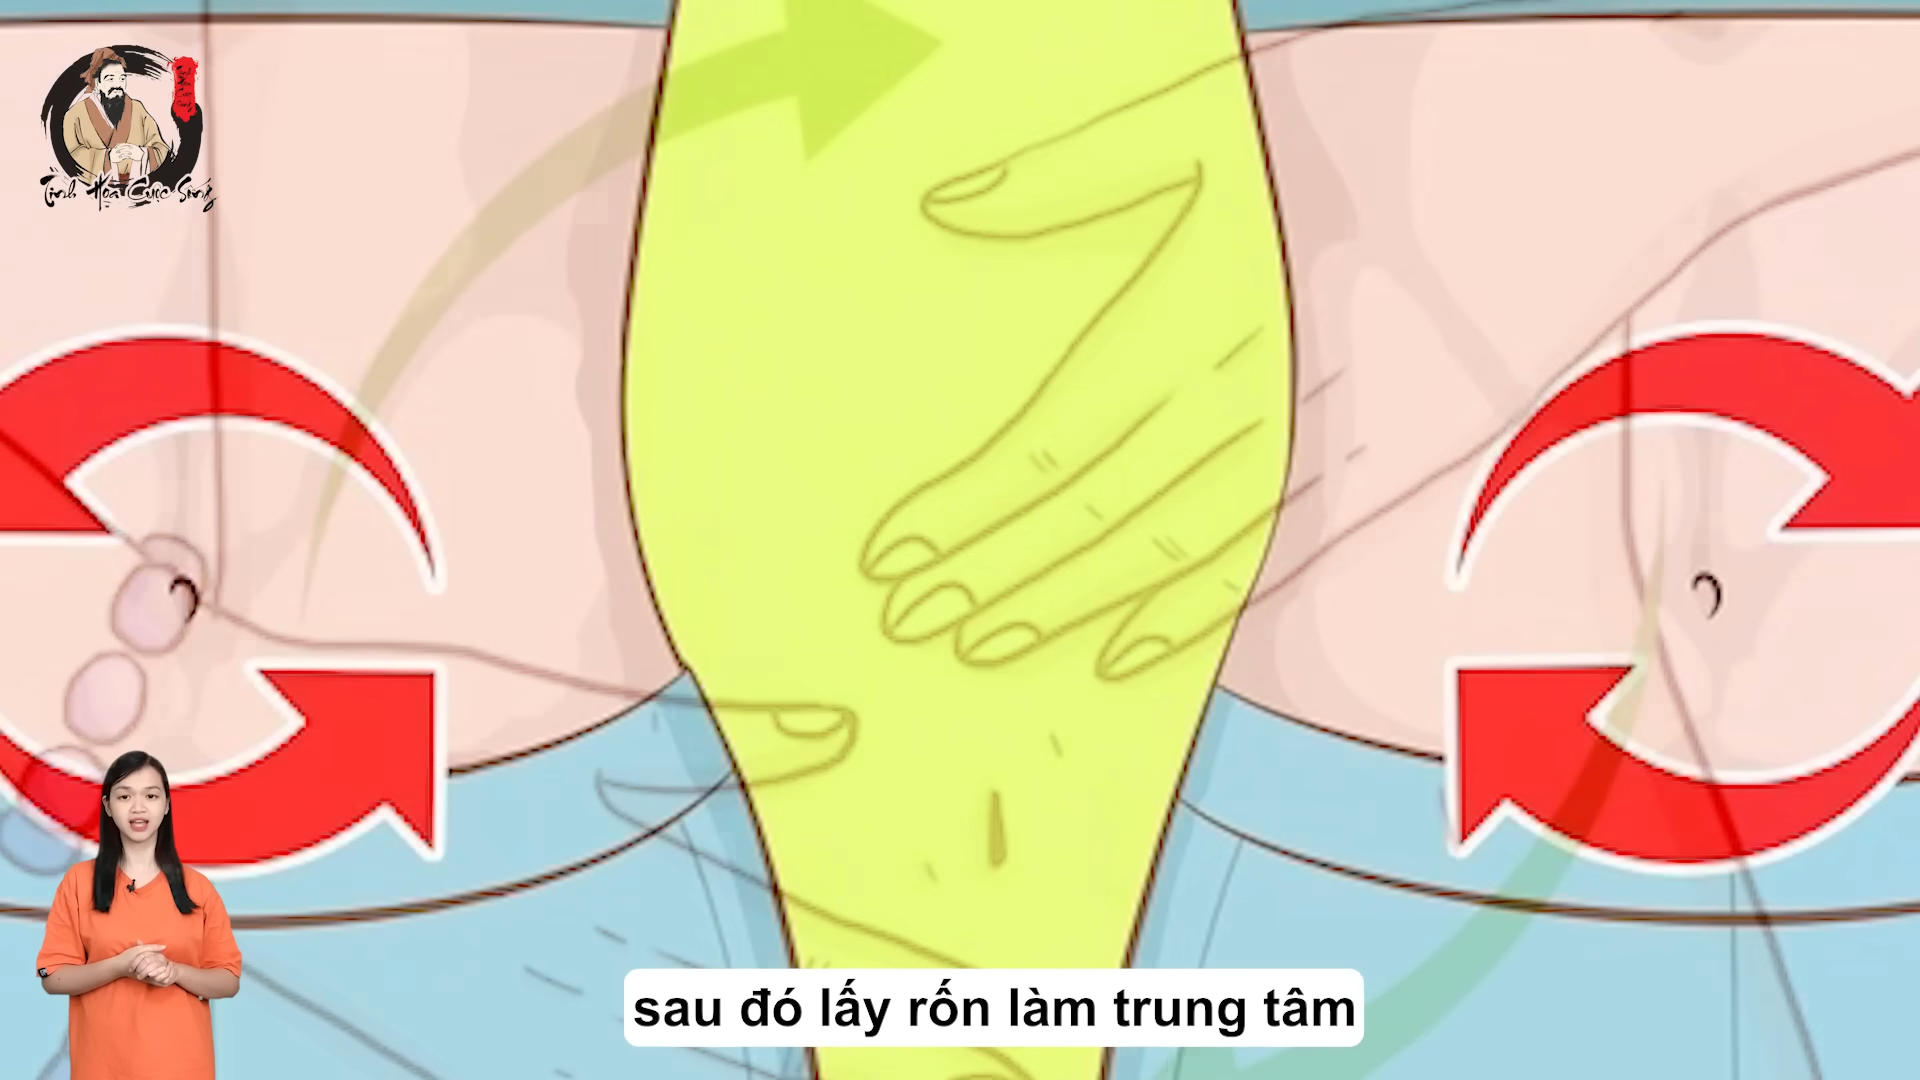 Tinh Hoa Cuộc Sống
sau đó lấy rốn làm trung tâm